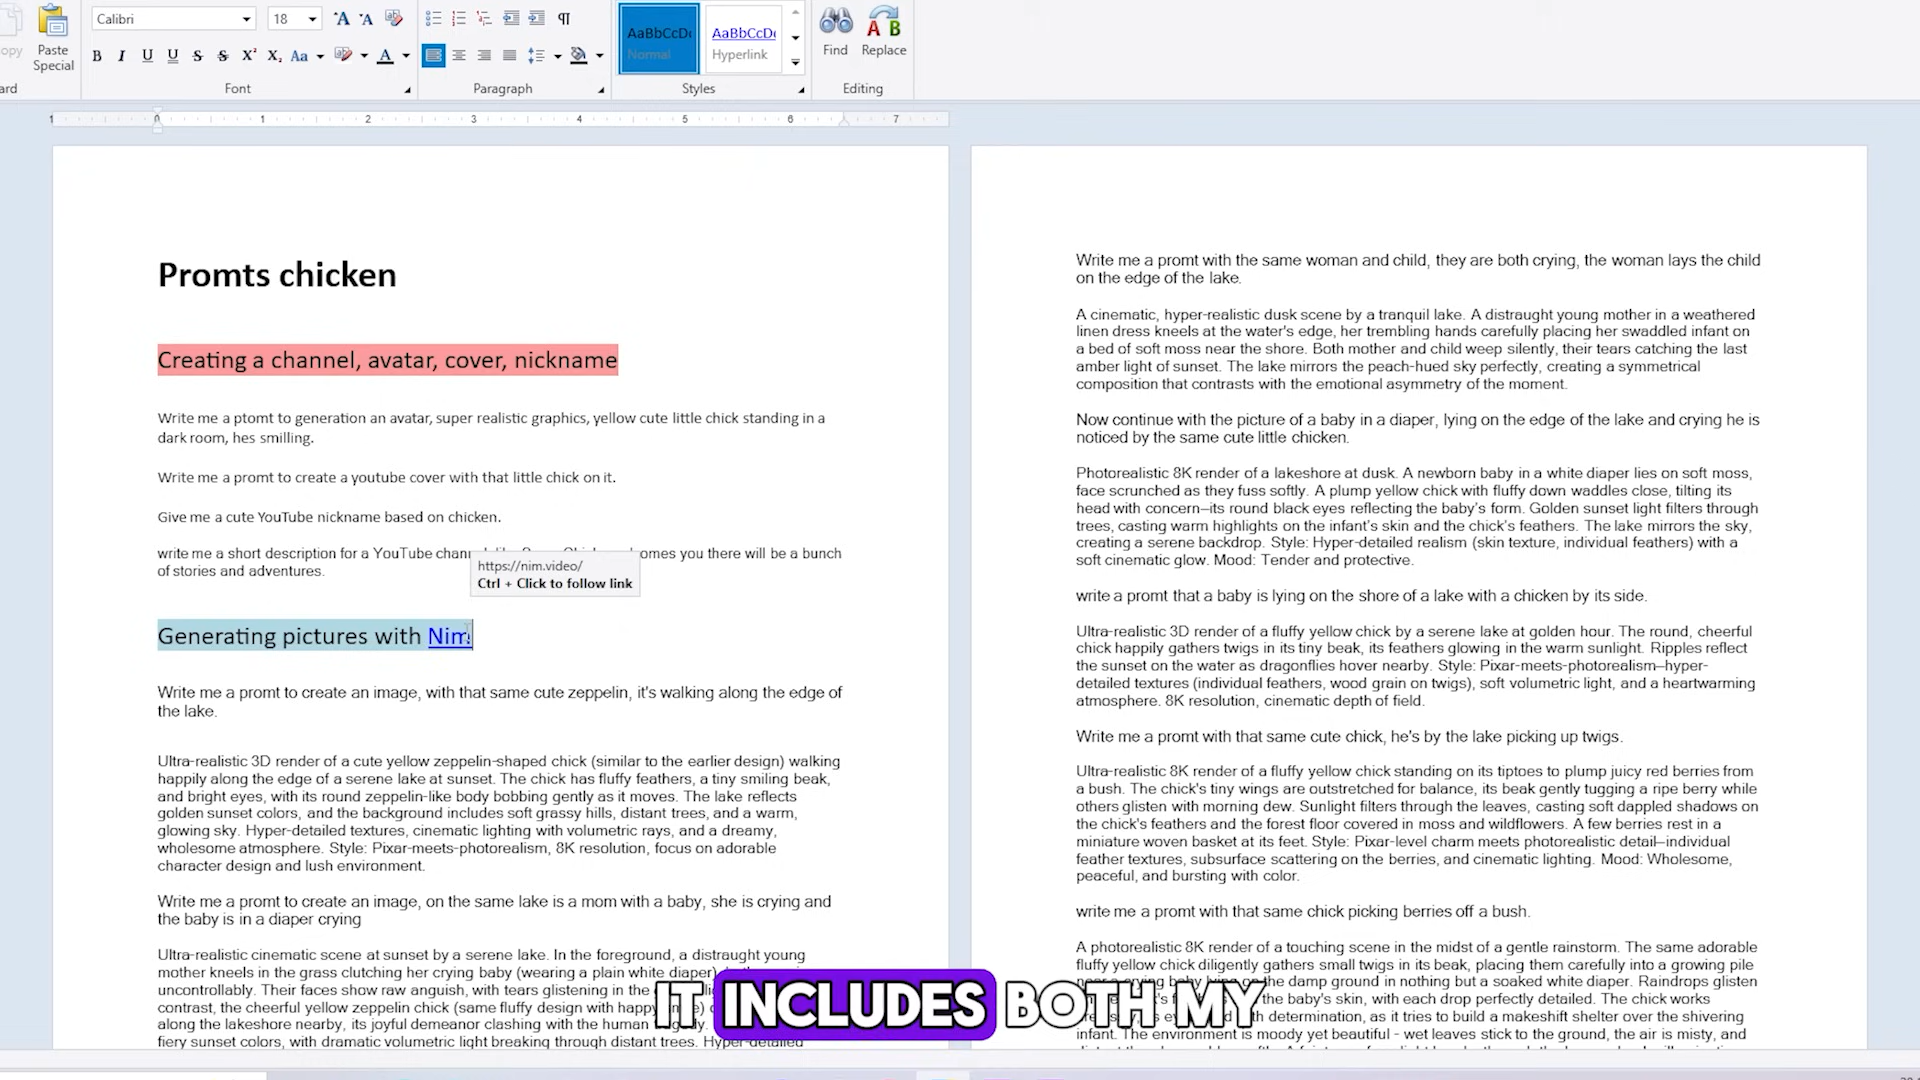 Calibri
18
Aa
Paste
Special
AaBbCcD
Normal
AaBbCcD
Hyperlink
Find
Replace
Font
Paragraph
Styles
Editing
1 0 1 2 3 4 5 6 7
Promts chicken
Creating a channel, avatar, cover, nickname
Write me a ptomt to generation an avatar, super realistic graphics, yellow cute little chick standing in a
dark room, hes smilling.
Write me a promt to create a youtube cover with that little chick on it.
Give me a cute YouTube nickname based on chicken.
write me a short description for a YouTube omes you there will be a bunch
of stories and adventures.
https://nim.video/
Ctrl + Click to follow link
Generating pictures with Nim
Write me a promt to create an image, with that same cute zeppelin, it's walking along the edge of
the lake.
Ultra-realistic 3D render of a cute yellow zeppelin-shaped chick (similar to the earlier design) walking
happily along the edge of a serene lake at sunset. The chick has fluffy feathers, a tiny smiling beak,
and bright eyes, with its round zeppelin-like body bobbing gently as it moves. The lake reflects
golden sunset colors, and the background includes soft grassy hills, distant trees, and a warm,
glowing sky. Hyper-detailed textures, cinematic lighting with volumetric rays, and a dreamy,
wholesome atmosphere. Style: Pixar-meets-photorealism, 8K resolution, focus on adorable
character design and lush environment.
Write me a promt to create an image, on the same lake is a mom with a baby, she is crying and
the baby is in a diaper crying
Ultra-realistic cinematic scene at sunset by a serene lake. In the foreground, a distraught young
mother kneels in the grass clutching her crying baby (wearing a plain white diaper)
uncontrollably. Their faces show raw anguish, with tears glistening in the
contrast, the cheerful yellow zeppelin chick (same fluffy design with happy
along the lakeshore nearby, its joyful demeanor clashing with the human
fiery sunset colors, with dramatic volumetric light breaking through distant trees. Hyper-detailed
Write me a promt with the same woman and child, they are both crying, the woman lays the child
on the edge of the lake.
A cinematic, hyper-realistic dusk scene by a tranquil lake. A distraught young mother in a weathered
linen dress kneels at the water's edge, her trembling hands carefully placing her swaddled infant on
a bed of soft moss near the shore. Both mother and child weep silently, their tears catching the last
amber light of sunset. The lake mirrors the peach-hued sky perfectly, creating a symmetrical
composition that contrasts with the emotional asymmetry of the moment.
Now continue with the picture of a baby in a diaper, lying on the edge of the lake and crying he is
noticed by the same cute little chicken.
Photorealistic 8K render of a lakeshore at dusk. A newborn baby in a white diaper lies on soft moss,
face scrunched as they fuss softly. A plump yellow chick with fluffy down waddles close, tilting its
head with concern—its round black eyes reflecting the baby's form. Golden sunset light filters through
trees, casting warm highlights on the infant's skin and the chick's feathers. The lake mirrors the sky,
creating a serene backdrop. Style: Hyper-detailed realism (skin texture, individual feathers) with a
soft cinematic glow. Mood: Tender and protective.
write a promt that a baby is lying on the shore of a lake with a chicken by its side.
Ultra-realistic 3D render of a fluffy yellow chick by a serene lake at golden hour. The round, cheerful
chick happily gathers twigs in its tiny beak, its feathers glowing in the warm sunlight. Ripples reflect
the sunset on the water as dragonflies hover nearby. Style: Pixar-meets-photorealism—hyper-
detailed textures (individual feathers, wood grain on twigs), soft volumetric light, and a heartwarming
atmosphere. 8K resolution, cinematic depth of field.
Write me a promt with that same cute chick, he's by the lake picking up twigs.
Ultra-realistic 8K render of a fluffy yellow chick standing on its tiptoes to plump juicy red berries from
a bush. The chick's tiny wings are outstretched for balance, its beak gently tugging a ripe berry while
others glisten with morning dew. Sunlight filters through the leaves, casting soft dappled shadows on
the chick's feathers and the forest floor covered in moss and wildflowers. A few berries rest in a
miniature woven basket at its feet. Style: Pixar-level charm meets photorealistic detail—individual
feather textures, subsurface scattering on the berries, and cinematic lighting. Mood: Wholesome,
peaceful, and bursting with color.
write me a promt with that same chick picking berries off a bush.
A photorealistic 8K render of a touching scene in the midst of a gentle rainstorm. The same adorable
fluffy yellow chick diligently gathers small twigs in its beak, placing them carefully into a growing pile
on the damp ground in nothing but a soaked white diaper. Raindrops glisten
the baby's skin, with each drop perfectly detailed. The chick works
determination, as it tries to build a makeshift shelter over the shivering
infant. The environment is moody yet beautiful - wet leaves stick to the ground, the air is misty, and
IT INCLUDES BOTH MY